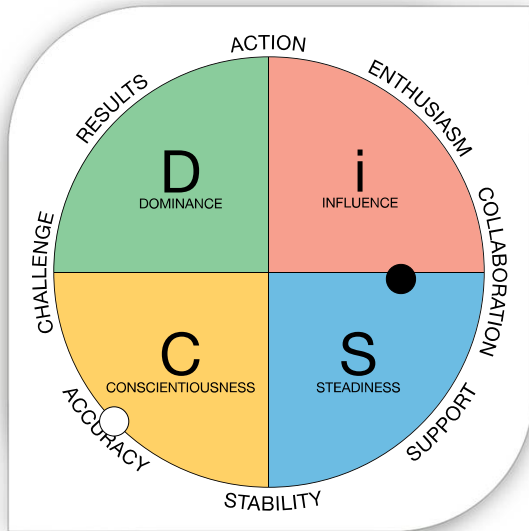 ACTION
RESULTS
ENTHUSIASM
D
DOMINANCE
i
INFLUENCE
CHALLENGE
COLLABORATION
C
CONSCIENTIOUSNESS
S
STEADINESS
ACCURACY
SUPPORT
STABILITY